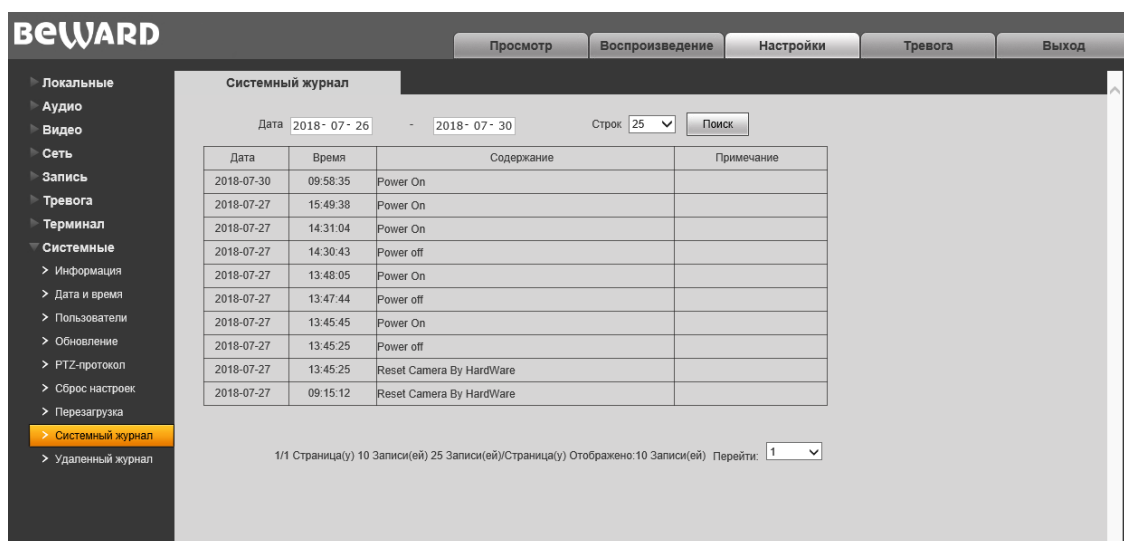 BEWARD
Просмотр Воспроизведение Настройки Тревога Выход
Локальные
Аудио
Видео
Сеть
Запись
Тревога
Терминал
Системные
Информация
Дата и время
Пользователи
Обновление
PTZ-протокол
Сброс настроек
Перезагрузка
Системный журнал
Удаленный журнал
Системный журнал
Дата 2018-07-26 - 2018-07-30 Строк 25 Поиск
Дата Время Содержание Примечание
2018-07-30 09:58:35 Power On
2018-07-27 15:49:38 Power On
2018-07-27 14:31:04 Power On
2018-07-27 14:30:43 Power off
2018-07-27 13:48:05 Power On
2018-07-27 13:47:44 Power off
2018-07-27 13:45:45 Power On
2018-07-27 13:45:25 Power off
2018-07-27 13:45:25 Reset Camera By HardWare
2018-07-27 09:15:12 Reset Camera By HardWare
1/1 Страница(у) 10 Записи(ей) 25 Записи(ей)/Страница(у) Отображено:10 Записи(ей) Перейти: 1